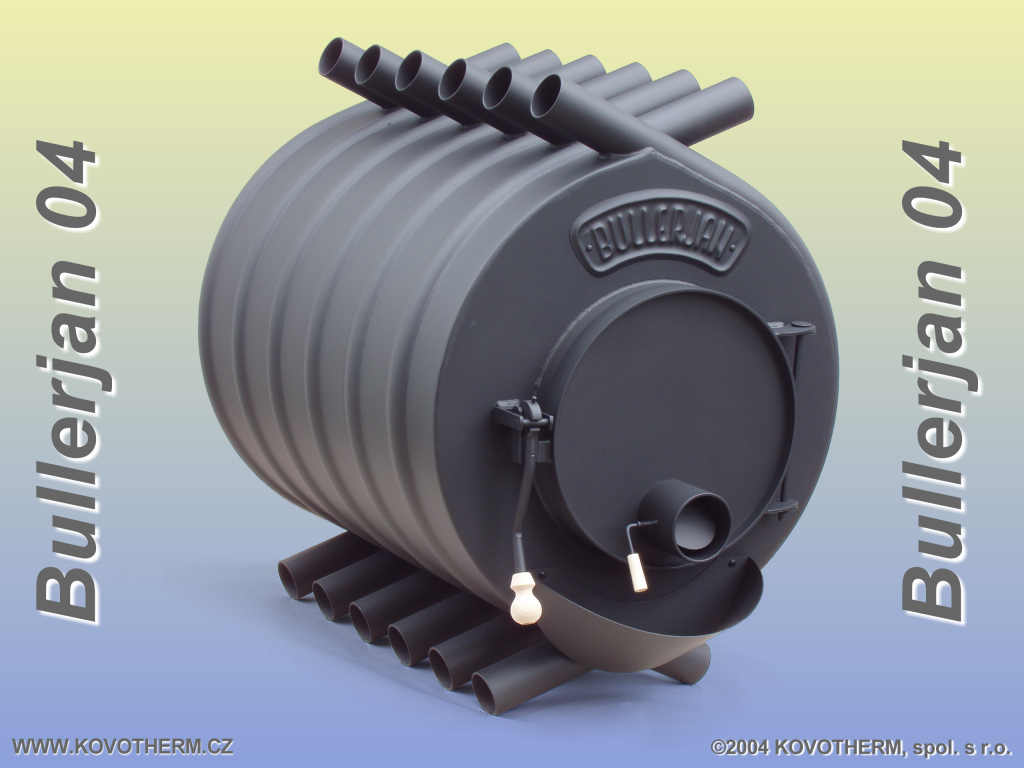 Bullerjan 04
BULLERJAN
Bullerjan 04
WWW.KOVOTHERM.CZ
©2004 KOVOTHERM, spol. s r.o.